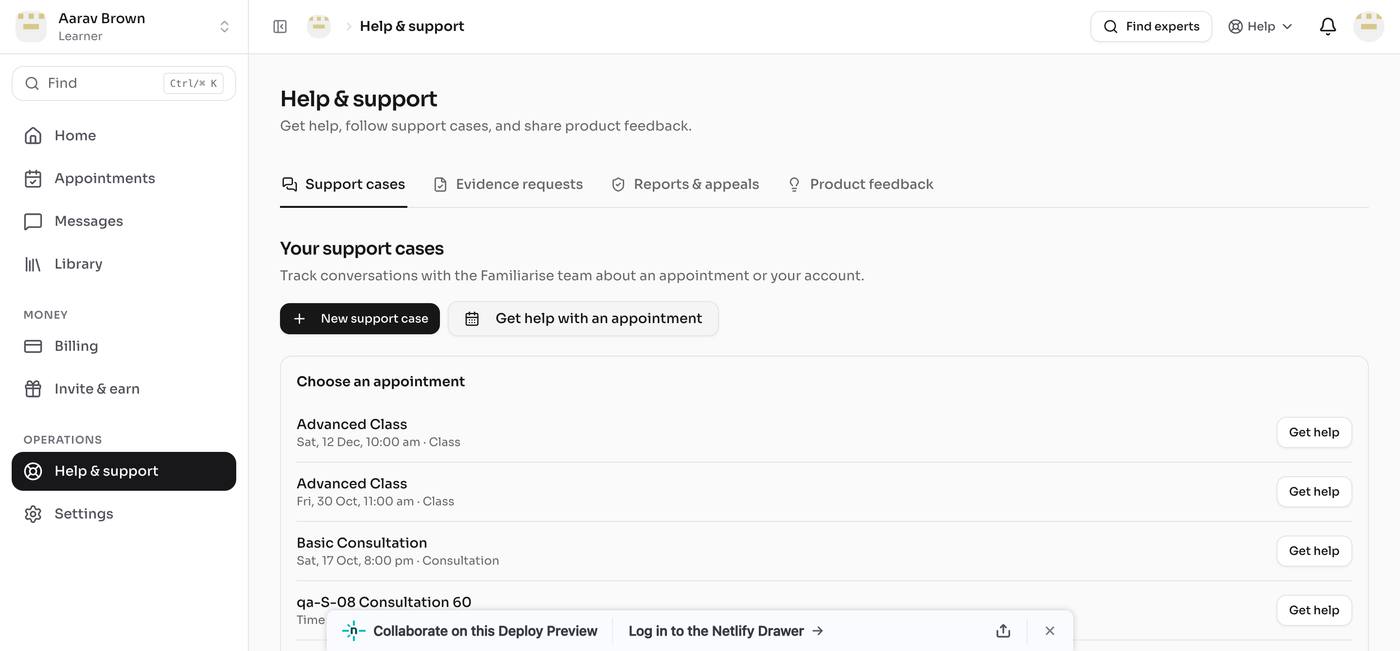 Aarav Brown
Learner
Find
Ctrl/⌘ K
Home
Appointments
Messages
Library
MONEY
Billing
Invite & earn
OPERATIONS
Help & support
Settings
Help & support
Find experts
Help
Help & support
Get help, follow support cases, and share product feedback.
Support cases
Evidence requests
Reports & appeals
Product feedback
Your support cases
Track conversations with the Familiarise team about an appointment or your account.
New support case
Get help with an appointment
Choose an appointment
Advanced Class
Sat, 12 Dec, 10:00 am · Class
Get help
Advanced Class
Fri, 30 Oct, 11:00 am · Class
Get help
Basic Consultation
Sat, 17 Oct, 8:00 pm · Consultation
Get help
qa-S-08 Consultation 60
Time
Get help
Collaborate on this Deploy Preview
Log in to the Netlify Drawer →